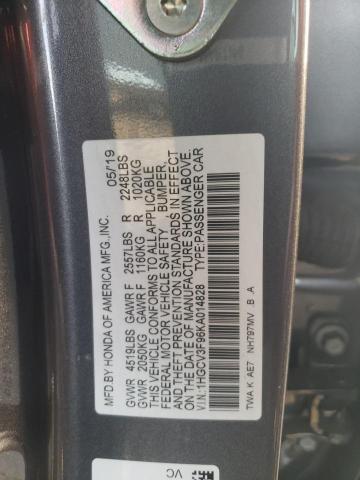 MFD. BY HONDA OF AMERICA MFG.,INC. 05/'19
GVWR 4519LBS GAWR F 2557LBS R 2248LBS
GVWR 2050KG GAWR F 1160KG R 1020KG
THIS VEHICLE CONFORMS TO ALL APPLICABLE
FEDERAL MOTOR VEHICLE SAFETY BUMPER,
AND THEFT PREVENTION STANDARDS IN EFFECT
ON THE DATE OF MANUFACTURE SHOWN ABOVE.
V.I.N.:1HGCV3F96KA014828 TYPE:PASSENGER CAR
TWA K AE7 NH797MV B .A
VC